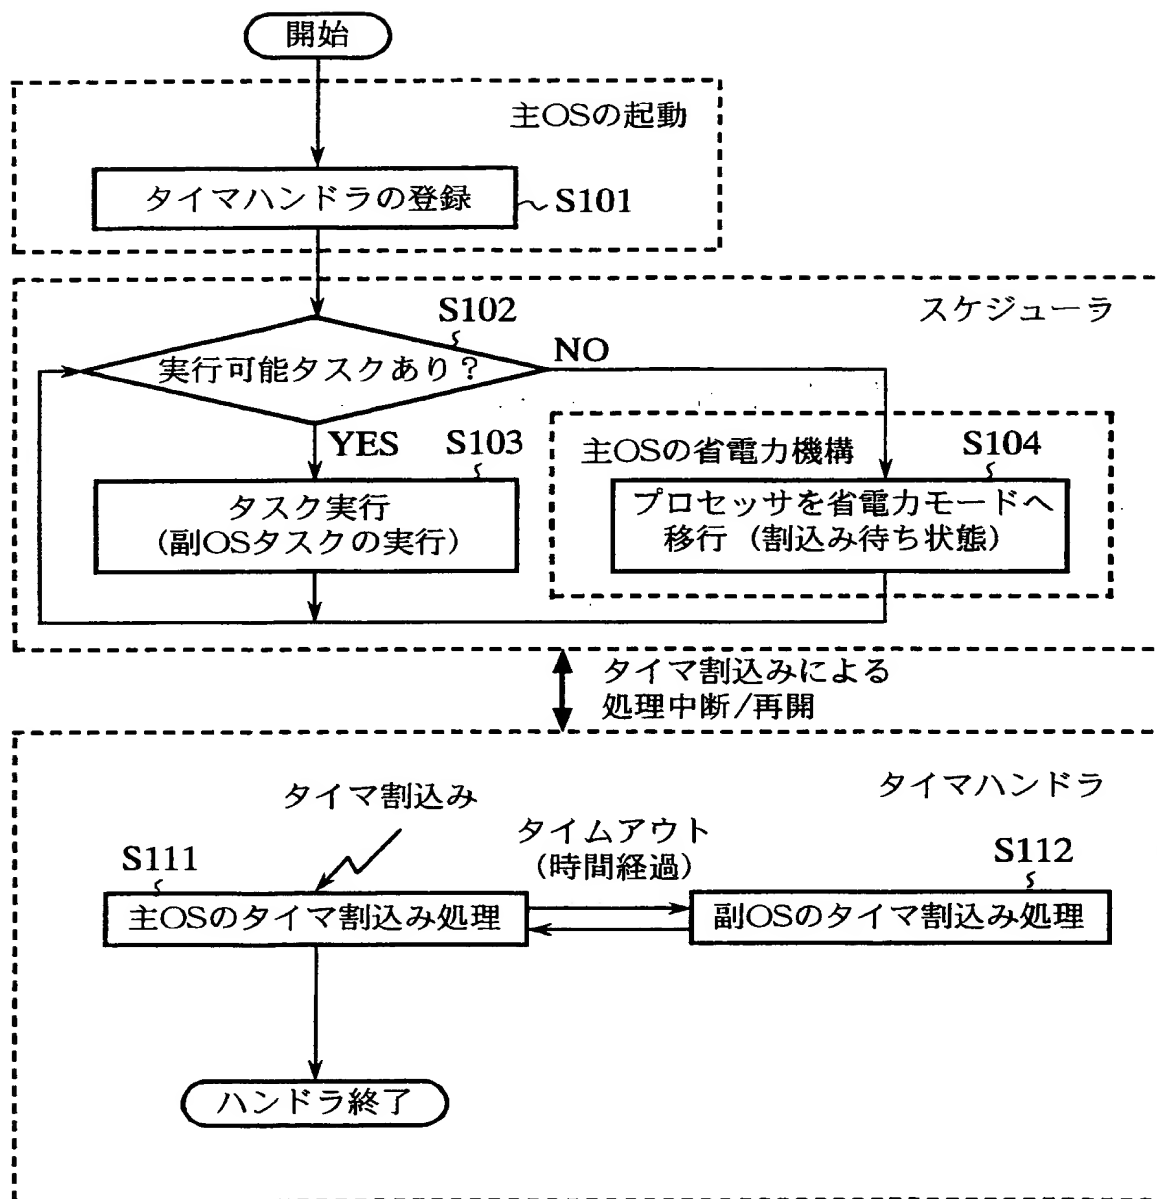 開始
主OSの起動
タイマハンドラの登録
S101
スケジューラ
S102
実行可能タスクあり？
NO
YES
S103
タスク実行
(副OSタスクの実行)
主OSの省電力機構
S104
プロセッサを省電力モードへ
移行（割込み待ち状態）
タイマ割込みによる
処理中断/再開
タイマハンドラ
タイマ割込み
タイムアウト
(時間経過)
S111
主OSのタイマ割込み処理
S112
副OSのタイマ割込み処理
ハンドラ終了